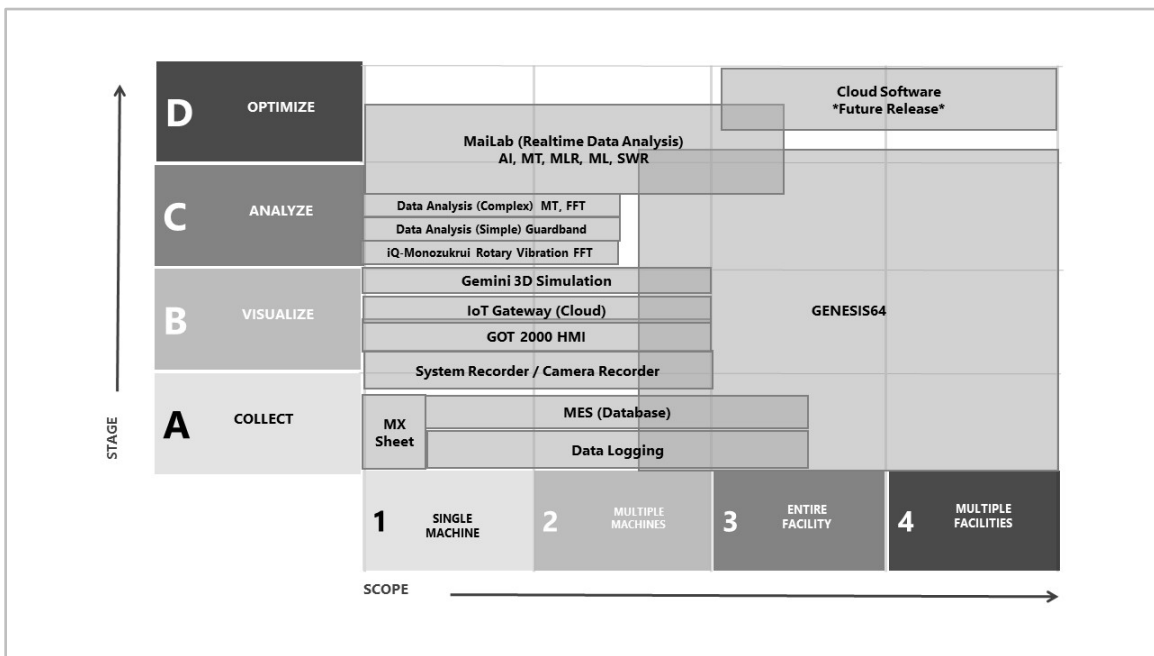 D OPTIMIZE
Cloud Software
*Future Release*
MaiLab (Realtime Data Analysis)
AI, MT, MLR, ML, SWR
C ANALYZE
Data Analysis (Complex) MT, FFT
Data Analysis (Simple) Guardband
iQ-Monozukrui Rotary Vibration FFT
B VISUALIZE
Gemini 3D Simulation
IoT Gateway (Cloud)
GOT 2000 HMI
System Recorder / Camera Recorder
GENESIS64
A COLLECT
MX
Sheet
MES (Database)
Data Logging
STAGE
1 SINGLE
MACHINE
2 MULTIPLE
MACHINES
3 ENTIRE
FACILITY
4 MULTIPLE
FACILITIES
SCOPE